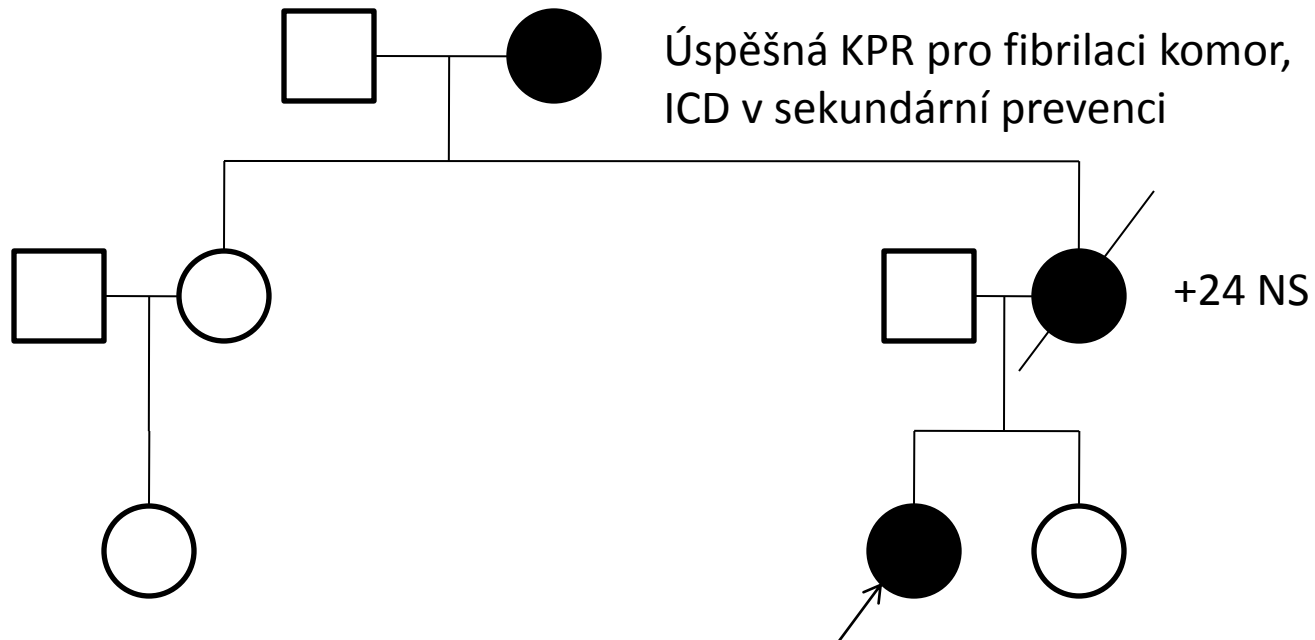 Úspěšná KPR pro fibrilaci komor,
ICD v sekundární prevenci
+24 NS